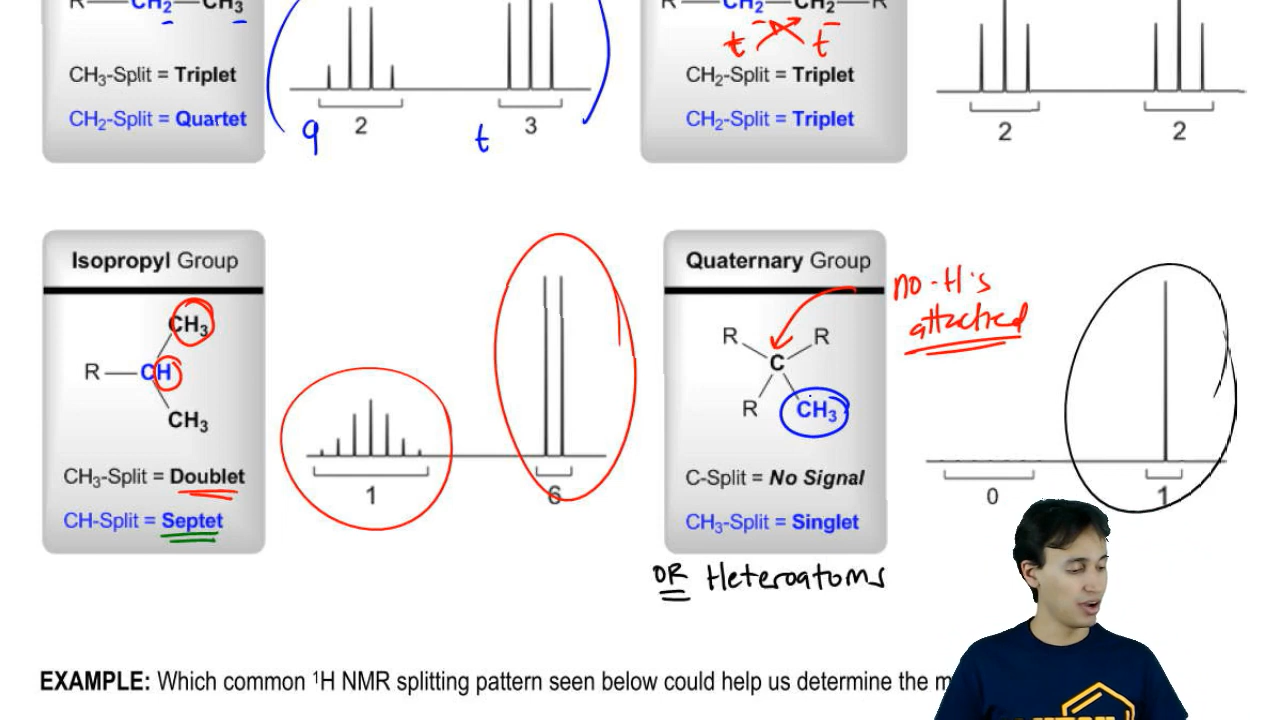 R—CH2—CH3
CH3-Split = Triplet
CH2-Split = Quartet
q
2
t
3
R—CH2—CH2—R
t t
CH2-Split = Triplet
CH2-Split = Triplet
2
2
Isopropyl Group
CH3
R—CH
CH3
CH3-Split = Doublet
CH-Split = Septet
1
6
Quaternary Group
R R
C
R CH3
C-Split = No Signal
CH3-Split = Singlet
no-H's
attached
0
1
OR Heteroatoms
EXAMPLE: Which common 1H NMR splitting pattern seen below could help us determine the m